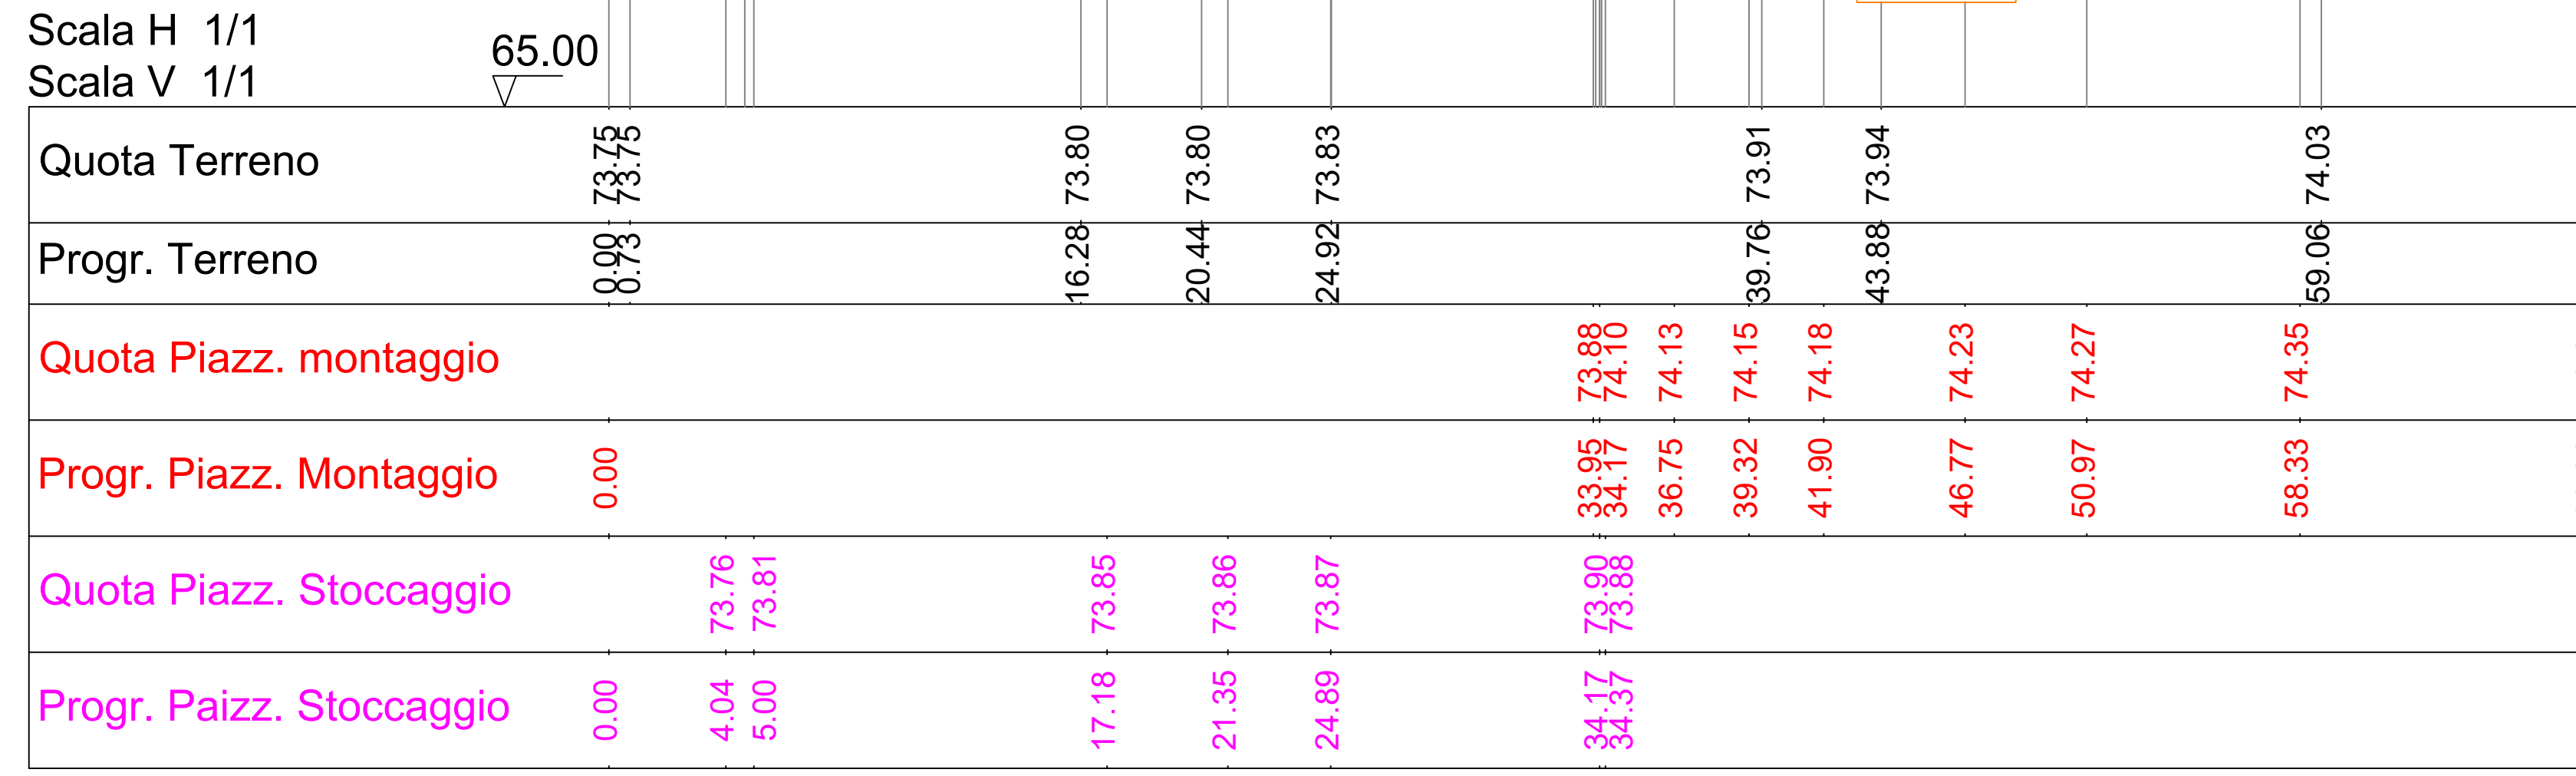 Scala H 1/1
65.00
Scala V 1/1
Quota Terreno 73.75 73.75 73.80 73.80 73.83 73.91 73.94 74.03
Progr. Terreno 0.00 0.73 16.28 20.44 24.92 39.76 43.88 59.06
Quota Piazz. montaggio 73.88 74.10 74.13 74.15 74.18 74.23 74.27 74.35
Progr. Piazz. Montaggio 0.00 33.95 34.17 36.75 39.32 41.90 46.77 50.97 58.33
Quota Piazz. Stoccaggio 73.76 73.81 73.85 73.86 73.87 73.90 73.88
Progr. Paizz. Stoccaggio 0.00 4.04 5.00 17.18 21.35 24.89 34.17 34.37